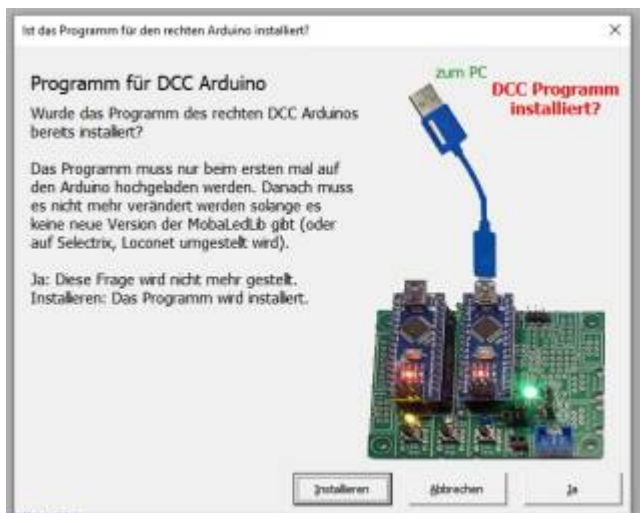 Ist das Programm für den rechten Arduino installiert?
Programm für DCC Arduino
Wurde das Programm des rechten DCC Arduinos
bereits installiert?
Das Programm muss nur beim ersten mal auf
den Arduino hochgeladen werden. Danach muss
es nicht mehr verändert werden solange es
keine neue Version der MobaLedLib gibt (oder
auf Selectrix, Loconet umgestellt wird).
Ja: Diese Frage wird nicht mehr gestellt.
Installieren: Das Programm wird installiert.
zum PC
DCC Programm
installiert?
Installieren
Abbrechen
Ja